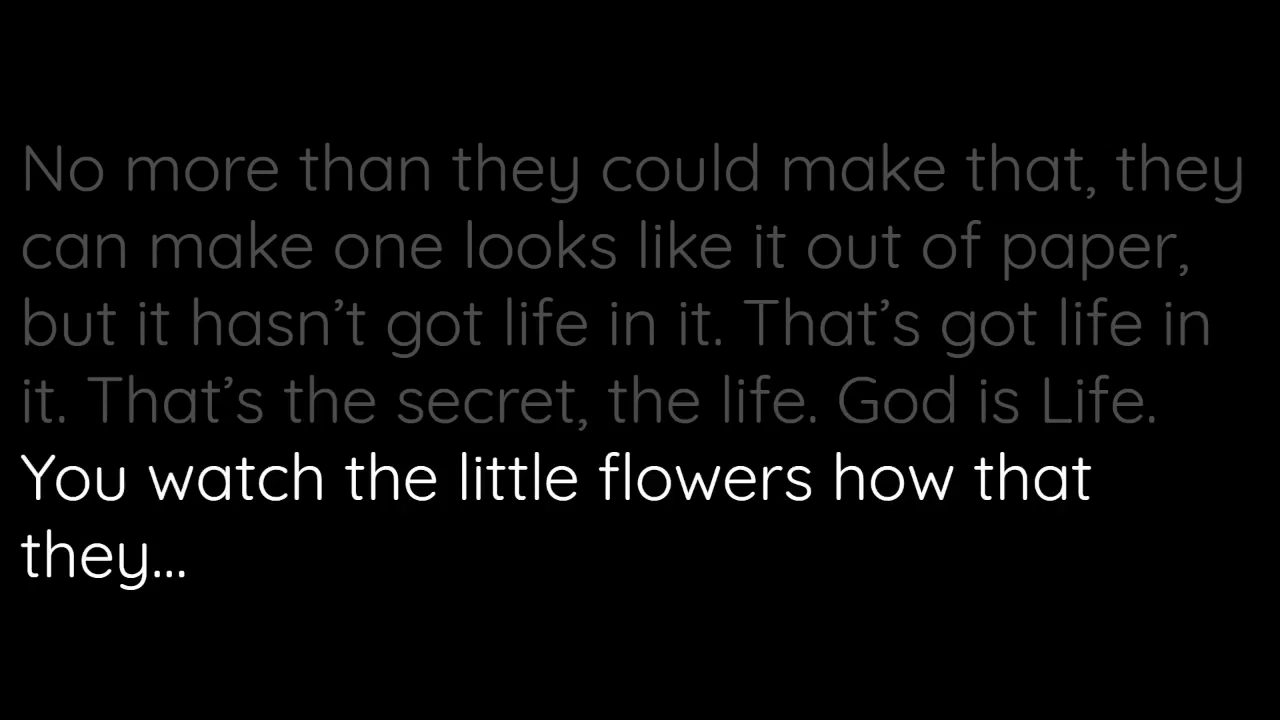 No more than they could make that, they
can make one looks like it out of paper,
but it hasn’t got life in it. That’s got life in
it. That’s the secret, the life. God is Life.
You watch the little flowers how that
they...